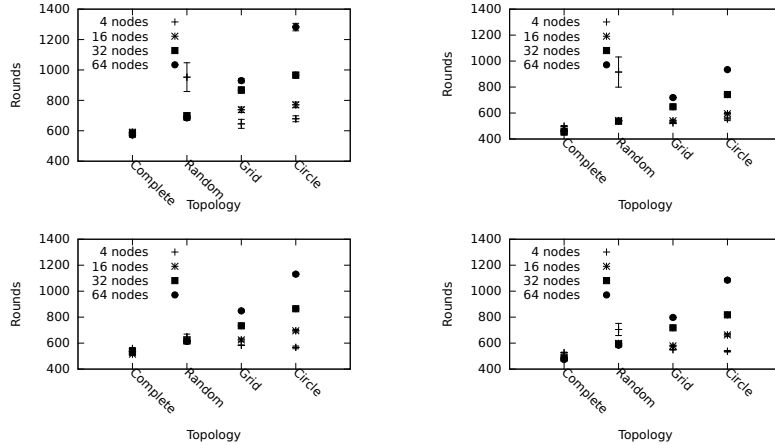 1400
1200
1000
800
600
400
Rounds
4 nodes
16 nodes
32 nodes
64 nodes
Complete
Random
Grid
Circle
Topology
1400
1200
1000
800
600
400
Rounds
4 nodes
16 nodes
32 nodes
64 nodes
Complete
Random
Grid
Circle
Topology
1400
1200
1000
800
600
400
Rounds
4 nodes
16 nodes
32 nodes
64 nodes
Complete
Random
Grid
Circle
Topology
1400
1200
1000
800
600
400
Rounds
4 nodes
16 nodes
32 nodes
64 nodes
Complete
Random
Grid
Circle
Topology